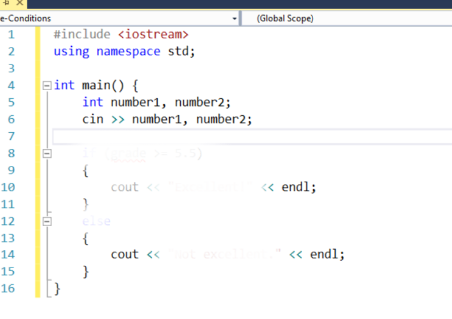 e-Conditions (Global Scope)
1 #include <iostream>
2 using namespace std;
3
4 int main() {
5 int number1, number2;
6 cin >> number1, number2;
7
8
9 {
10 cout << << endl;
11 }
12 else
13 {
14 cout << " << endl;
15 }
16 }